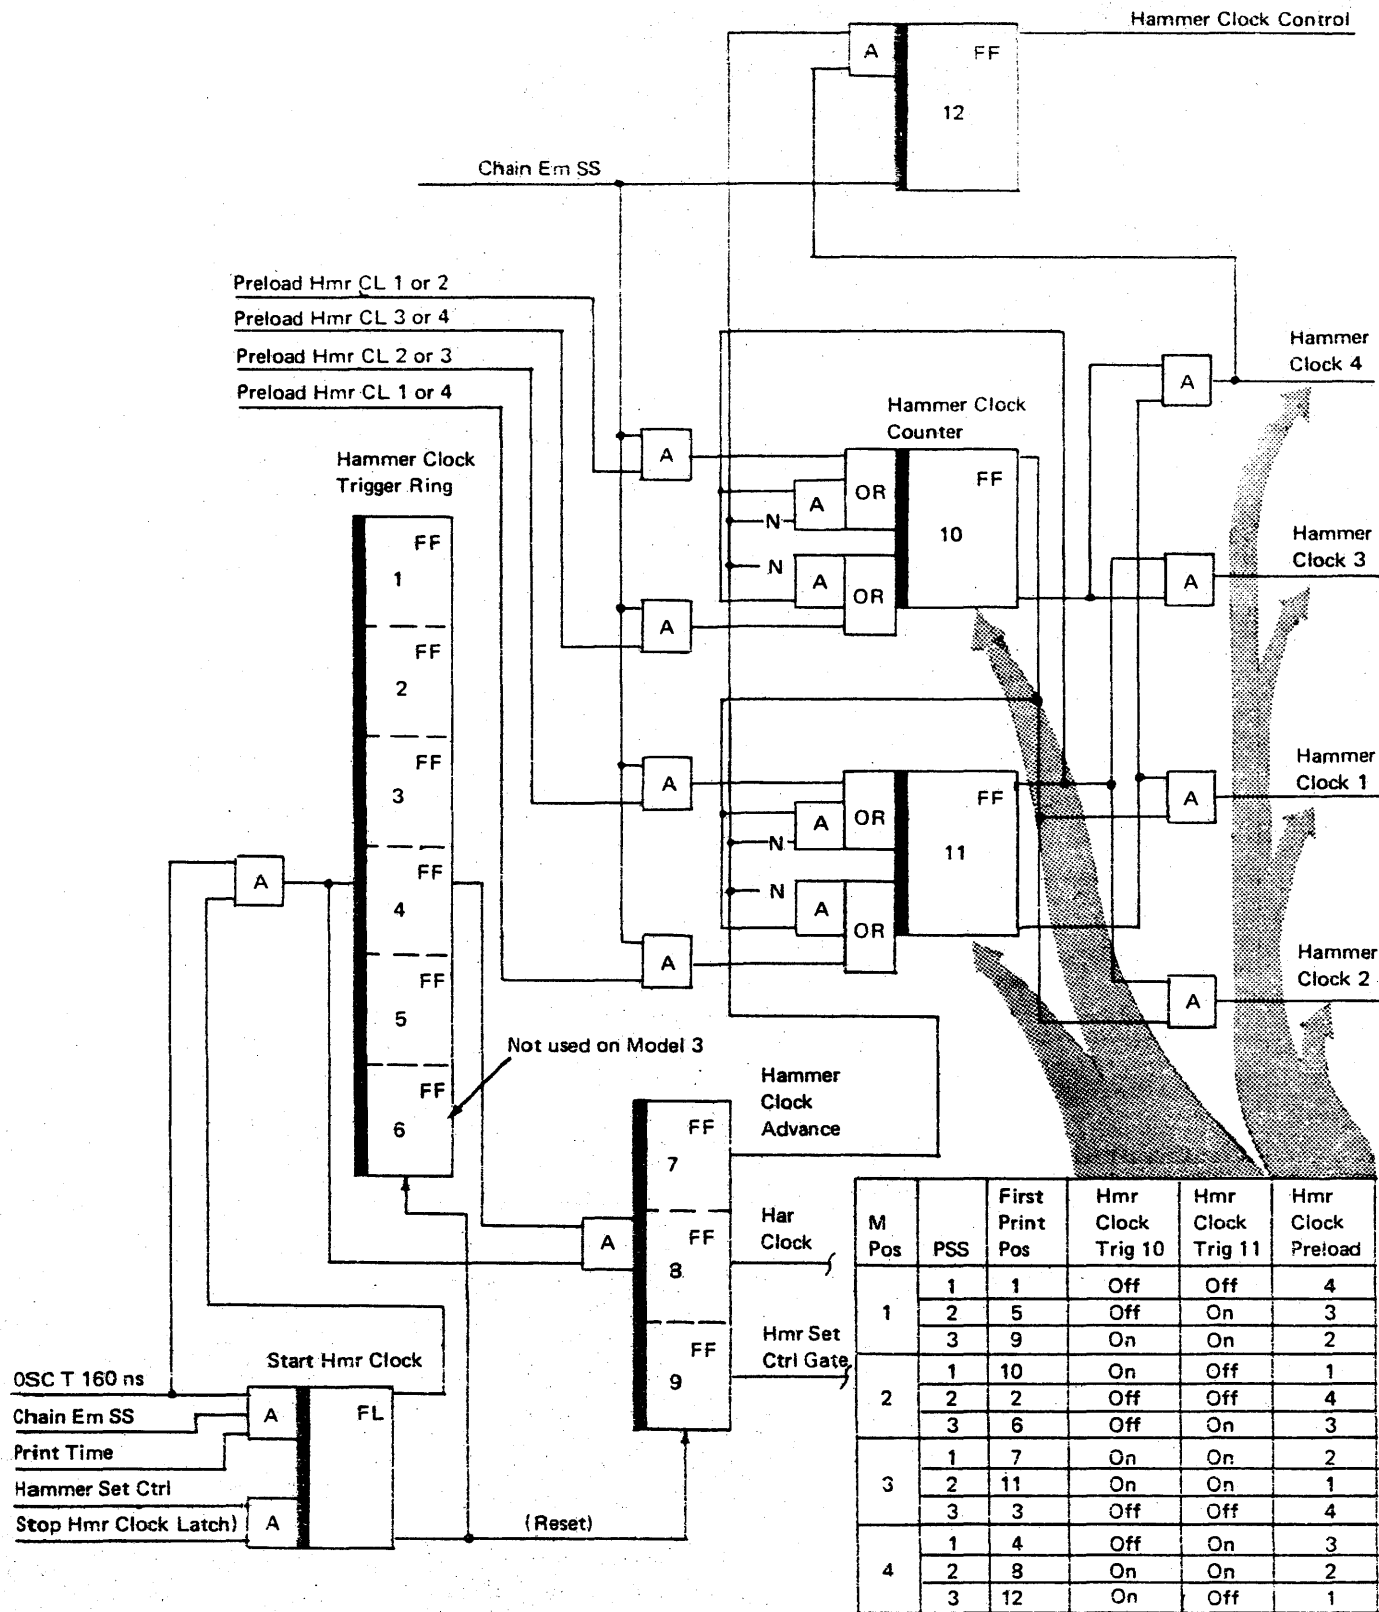 Hammer Clock Control
A
FF
12
Chain Em SS
Preload Hmr CL 1 or 2
Preload Hmr CL 3 or 4
Preload Hmr CL 2 or 3
Preload Hmr CL 1 or 4
Hammer
Clock 4
A
Hammer Clock
Counter
A
OR
A
N
FF
10
N
A
OR
A
Hammer
Clock 3
A
Hammer Clock
Trigger Ring
FF
1
FF
2
FF
3
FF
4
FF
5
FF
6
A
A
OR
A
N
FF
11
N
A
OR
A
Hammer
Clock 1
A
Hammer
Clock 2
A
Not used on Model 3
Hammer
Clock
Advance
FF
7
A
FF
8
Har
Clock
FF
9
Hmr Set
Ctrl Gate
Start Hmr Clock
OSC T 160 ns
Chain Em SS
Print Time
A
FL
Hammer Set Ctrl
Stop Hmr Clock Latch)
A
(Reset)
M Pos PSS First Print Pos Hmr Clock Trig 10 Hmr Clock Trig 11 Hmr Clock Preload
1 1 1 Off Off 4
2 5 Off On 3
3 9 On On 2
2 1 10 On Off 1
2 2 Off Off 4
3 6 Off On 3
3 1 7 On On 2
2 11 On On 1
3 3 Off Off 4
4 1 4 Off On 3
2 8 On On 2
3 12 On Off 1